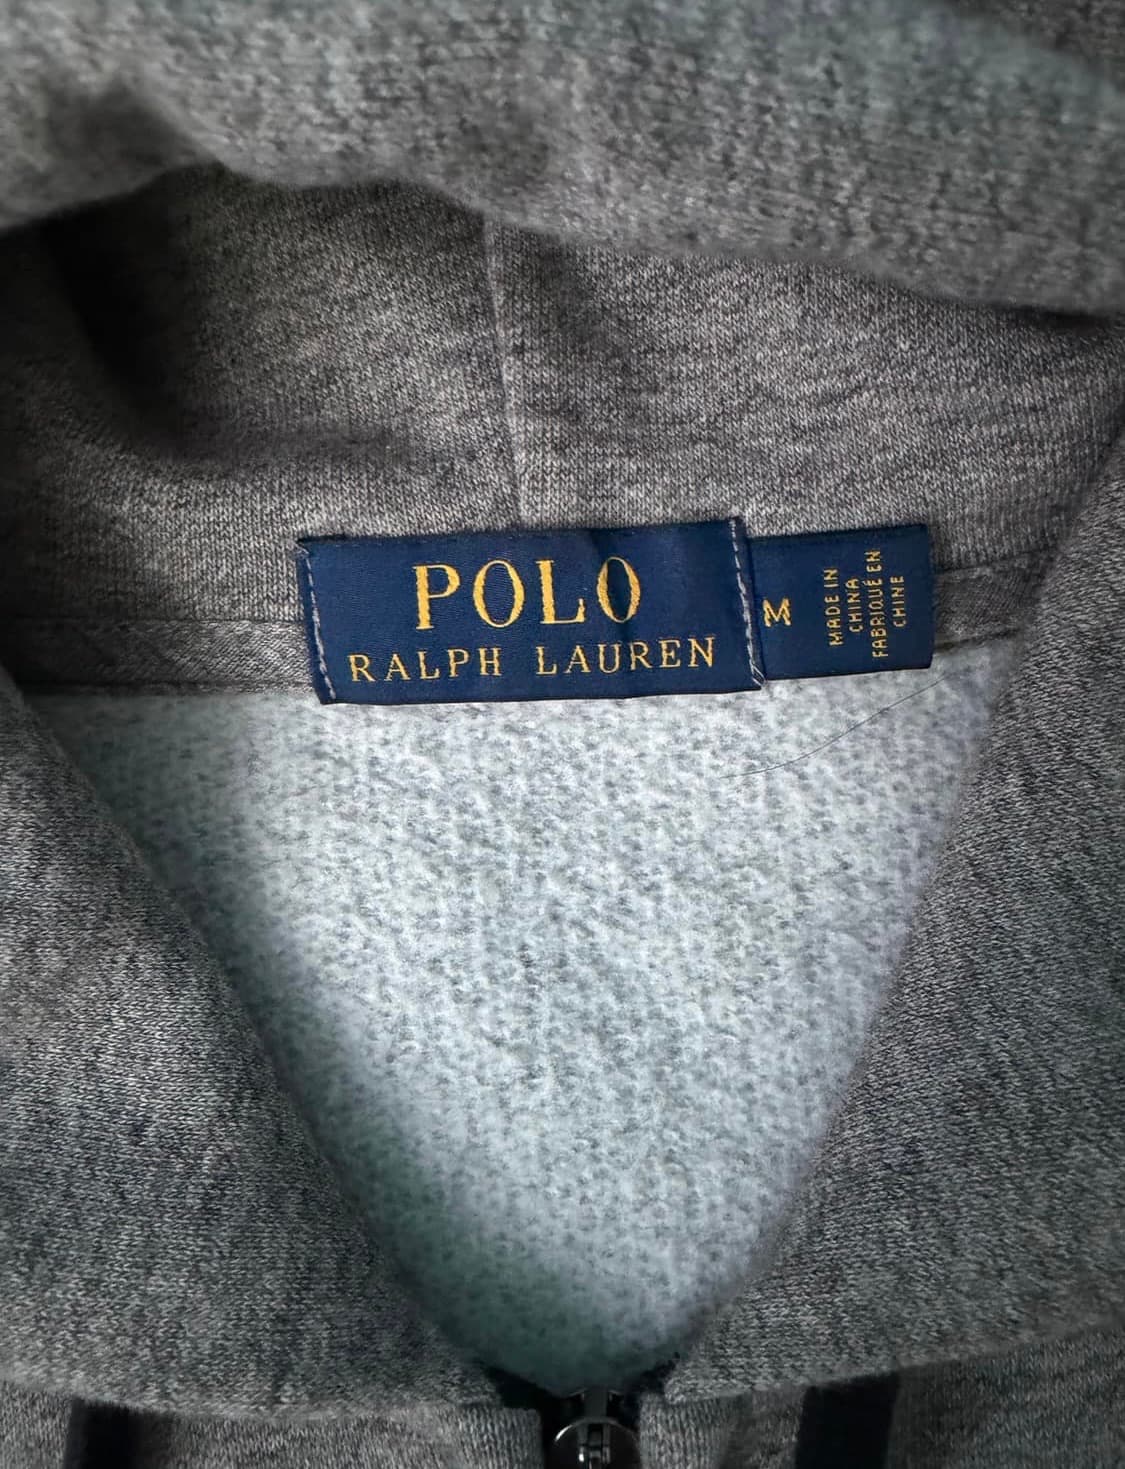 POLO
RALPH LAUREN
M
MADE IN
CHINA
FABRIQUÉ EN
CHINE